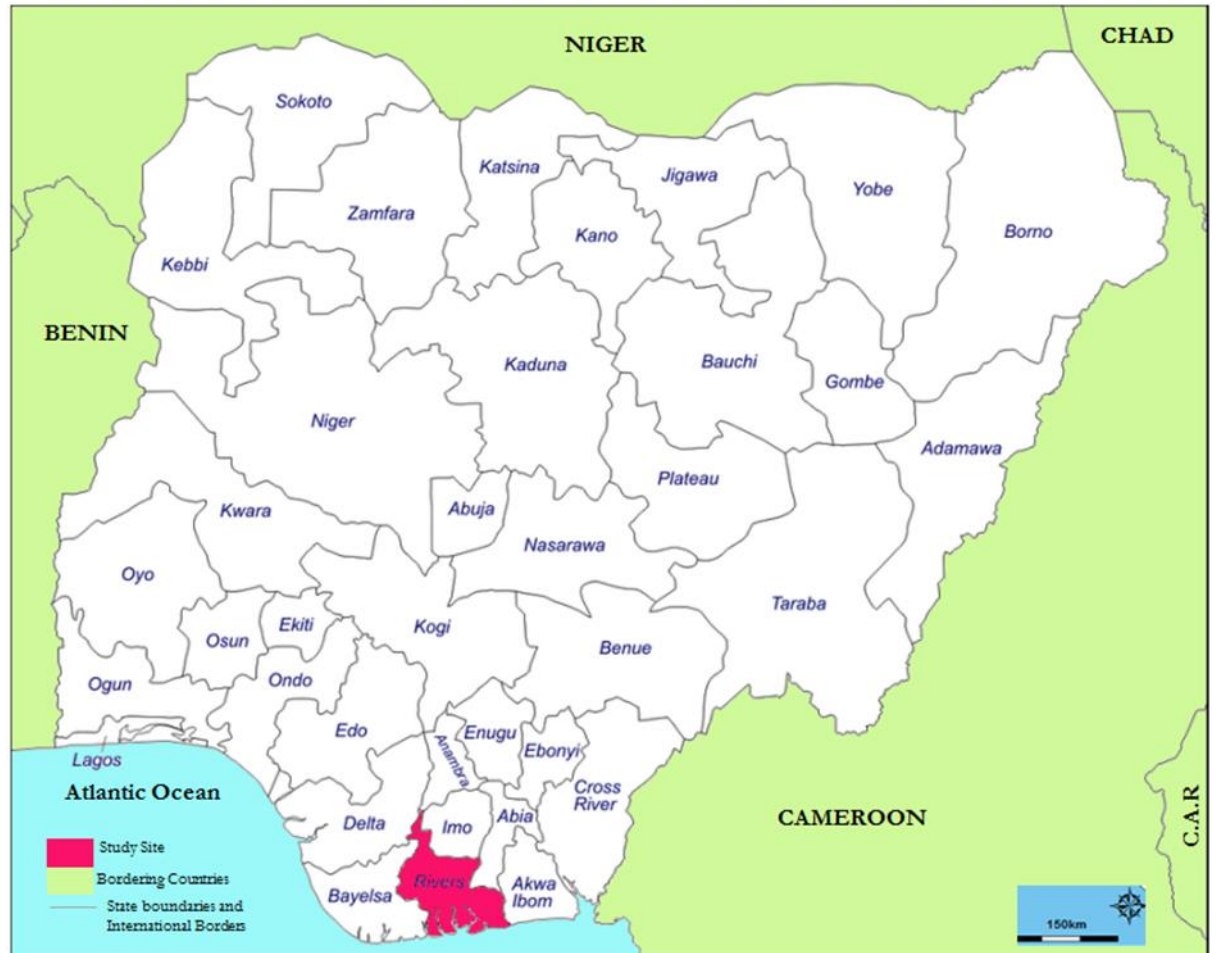 NIGER
CHAD
Sokoto
Katsina
Jigawa
Yobe
Zamfara
Kano
Borno
Kebbi
BENIN
Kaduna
Bauchi
Gombe
Niger
Adamawa
Plateau
Abuja
Kwara
Nasarawa
Oyo
Taraba
Ekiti
Kogi
Osun
Benue
Ogun
Ondo
Edo
Enugu
Anambra
Ebonyi
Lagos
Cross
River
Atlantic Ocean
Delta
Imo
Abia
CAMEROON
C.A.R
Study Site
Bordering Countries
State boundaries and
International Borders
Bayelsa
Rivers
Akwa
Ibom
150km